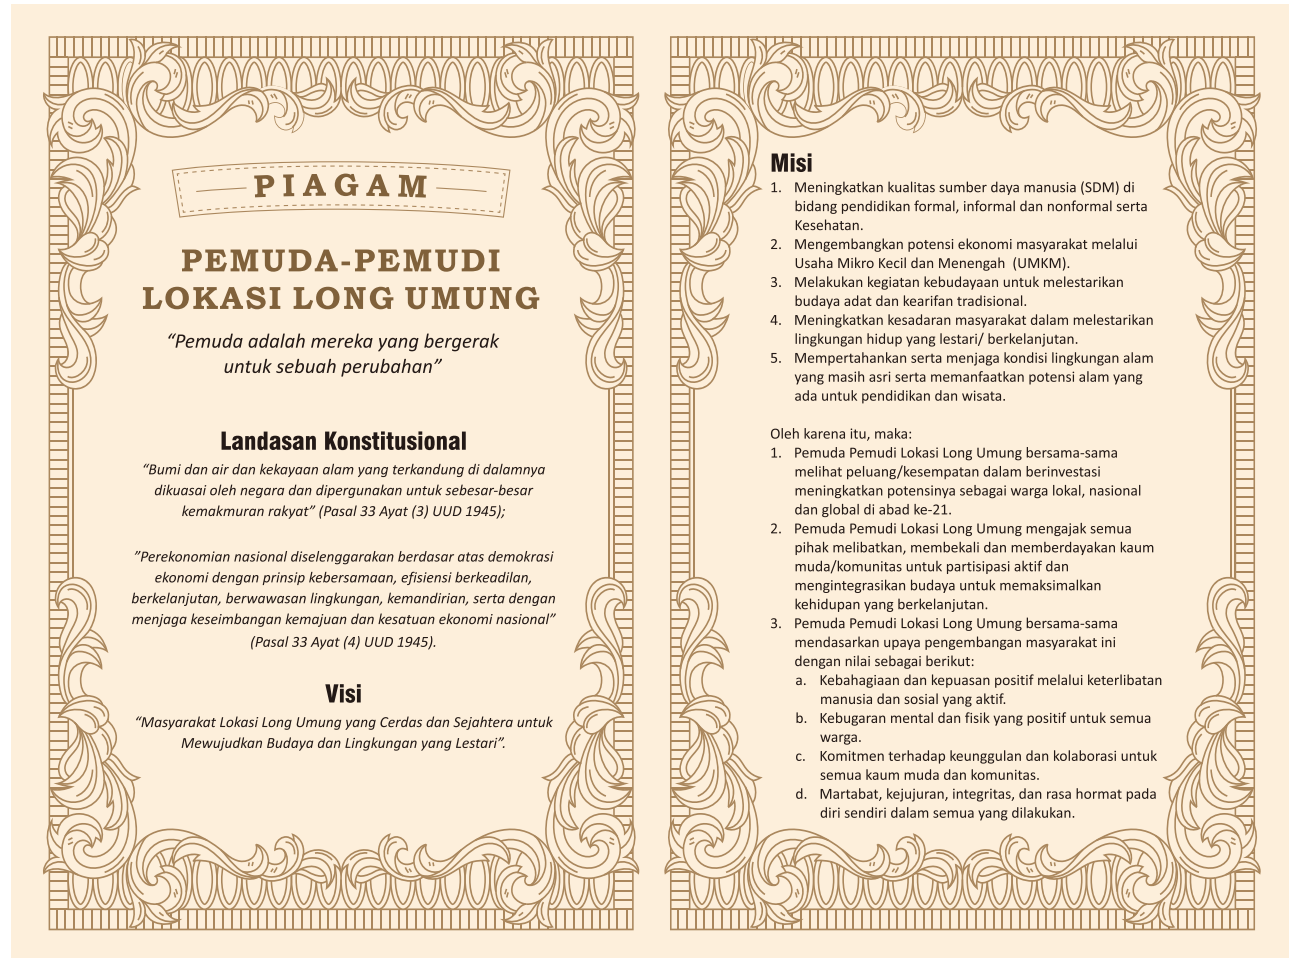 PIAGAM
PEMUDA-PEMUDI
LOKASI LONG UMUNG
“Pemuda adalah mereka yang bergerak
untuk sebuah perubahan”
Landasan Konstitusional
“Bumi dan air dan kekayaan alam yang terkandung di dalamnya
dikuasai oleh negara dan dipergunakan untuk sebesar-besar
kemakmuran rakyat” (Pasal 33 Ayat (3) UUD 1945);
”Perekonomian nasional diselenggarakan berdasar atas demokrasi
ekonomi dengan prinsip kebersamaan, efisiensi berkeadilan,
berkelanjutan, berwawasan lingkungan, kemandirian, serta dengan
menjaga keseimbangan kemajuan dan kesatuan ekonomi nasional”
(Pasal 33 Ayat (4) UUD 1945).
Visi
“Masyarakat Lokasi Long Umung yang Cerdas dan Sejahtera untuk
Mewujudkan Budaya dan Lingkungan yang Lestari”.
Misi
1. Meningkatkan kualitas sumber daya manusia (SDM) di
bidang pendidikan formal, informal dan nonformal serta
Kesehatan.
2. Mengembangkan potensi ekonomi masyarakat melalui
Usaha Mikro Kecil dan Menengah (UMKM).
3. Melakukan kegiatan kebudayaan untuk melestarikan
budaya adat dan kearifan tradisional.
4. Meningkatkan kesadaran masyarakat dalam melestarikan
lingkungan hidup yang lestari/ berkelanjutan.
5. Mempertahankan serta menjaga kondisi lingkungan alam
yang masih asri serta memanfaatkan potensi alam yang
ada untuk pendidikan dan wisata.
Oleh karena itu, maka:
1. Pemuda Pemudi Lokasi Long Umung bersama-sama
melihat peluang/kesempatan dalam berinvestasi
meningkatkan potensinya sebagai warga lokal, nasional
dan global di abad ke-21.
2. Pemuda Pemudi Lokasi Long Umung mengajak semua
pihak melibatkan, membekali dan memberdayakan kaum
muda/komunitas untuk partisipasi aktif dan
mengintegrasikan budaya untuk memaksimalkan
kehidupan yang berkelanjutan.
3. Pemuda Pemudi Lokasi Long Umung bersama-sama
mendasarkan upaya pengembangan masyarakat ini
dengan nilai sebagai berikut:
a. Kebahagiaan dan kepuasan positif melalui keterlibatan
manusia dan sosial yang aktif.
b. Kebugaran mental dan fisik yang positif untuk semua
warga.
c. Komitmen terhadap keunggulan dan kolaborasi untuk
semua kaum muda dan komunitas.
d. Martabat, kejujuran, integritas, dan rasa hormat pada
diri sendiri dalam semua yang dilakukan.